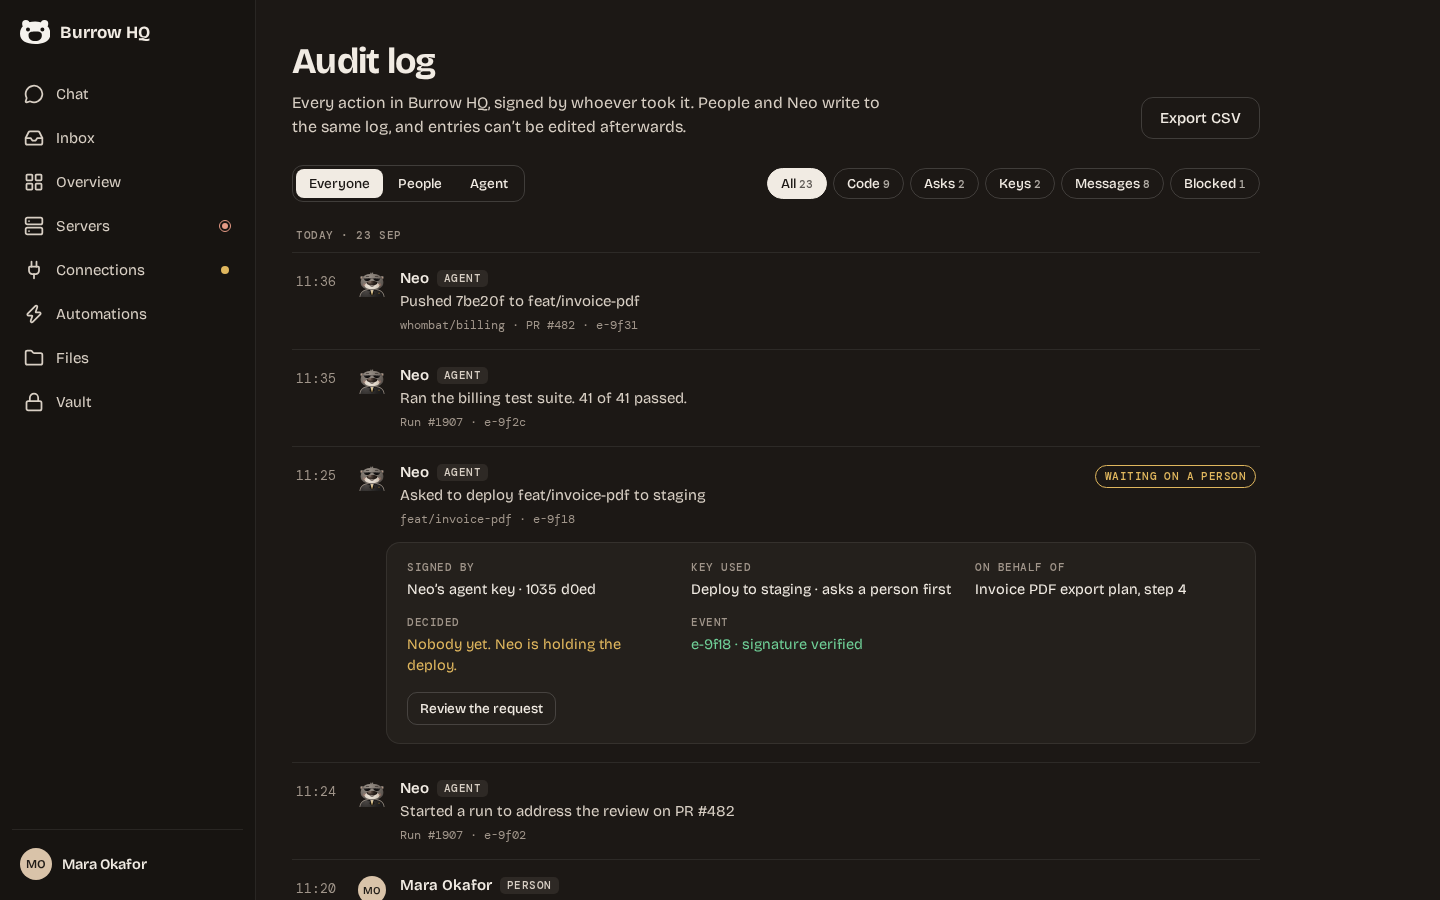 Burrow HQ
Chat
Inbox
Overview
Servers
Connections
Automations
Files
Vault
MO
Mara Okafor
Audit log
Every action in Burrow HQ, signed by whoever took it. People and Neo write to
the same log, and entries can't be edited afterwards.
Export CSV
Everyone
People
Agent
All 23
Code 9
Asks 2
Keys 2
Messages 8
Blocked 1
TODAY · 23 SEP
11:36
Neo AGENT
Pushed 7be20f to feat/invoice-pdf
whombat/billing · PR #482 · e-9f31
11:35
Neo AGENT
Ran the billing test suite. 41 of 41 passed.
Run #1907 · e-9f2c
11:25
Neo AGENT
WAITING ON A PERSON
Asked to deploy feat/invoice-pdf to staging
feat/invoice-pdf · e-9f18
SIGNED BY
Neo's agent key · 1035 d0ed
KEY USED
Deploy to staging · asks a person first
ON BEHALF OF
Invoice PDF export plan, step 4
DECIDED
Nobody yet. Neo is holding the
deploy.
EVENT
e-9f18 · signature verified
Review the request
11:24
Neo AGENT
Started a run to address the review on PR #482
Run #1907 · e-9f02
11:20
MO
Mara Okafor PERSON